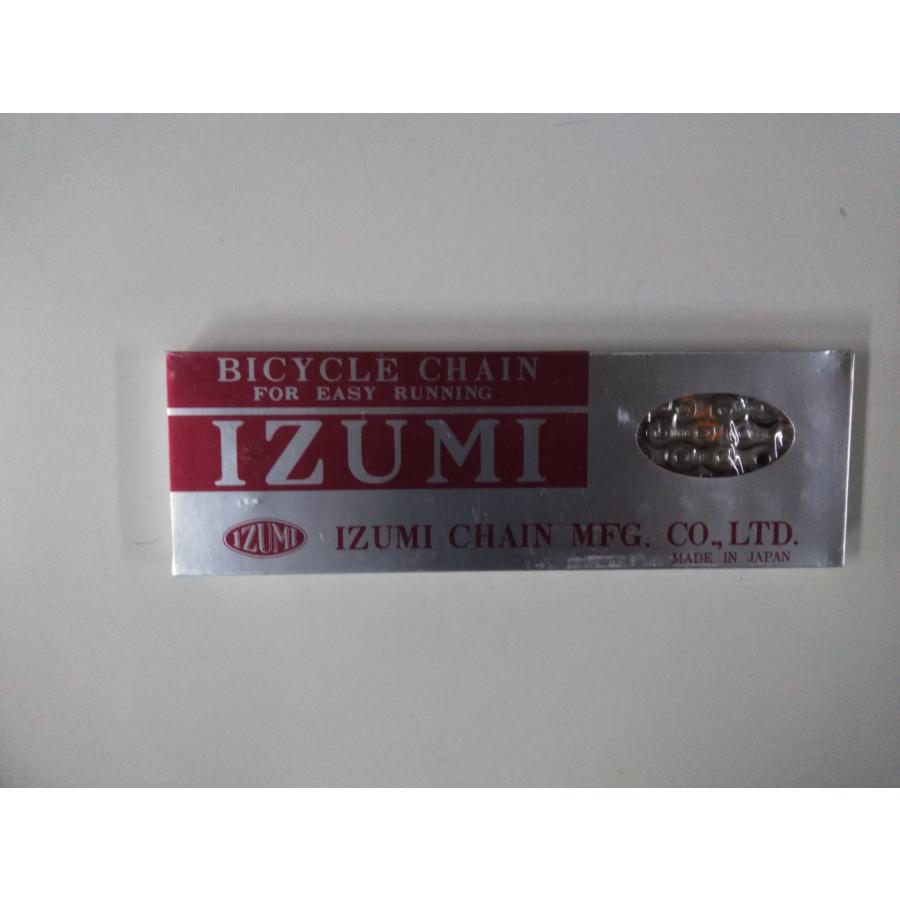 BICYCLE CHAIN
FOR EASY RUNNING
IZUMI
IZUMI
IZUMI CHAIN MFG. CO., LTD.
MADE IN JAPAN